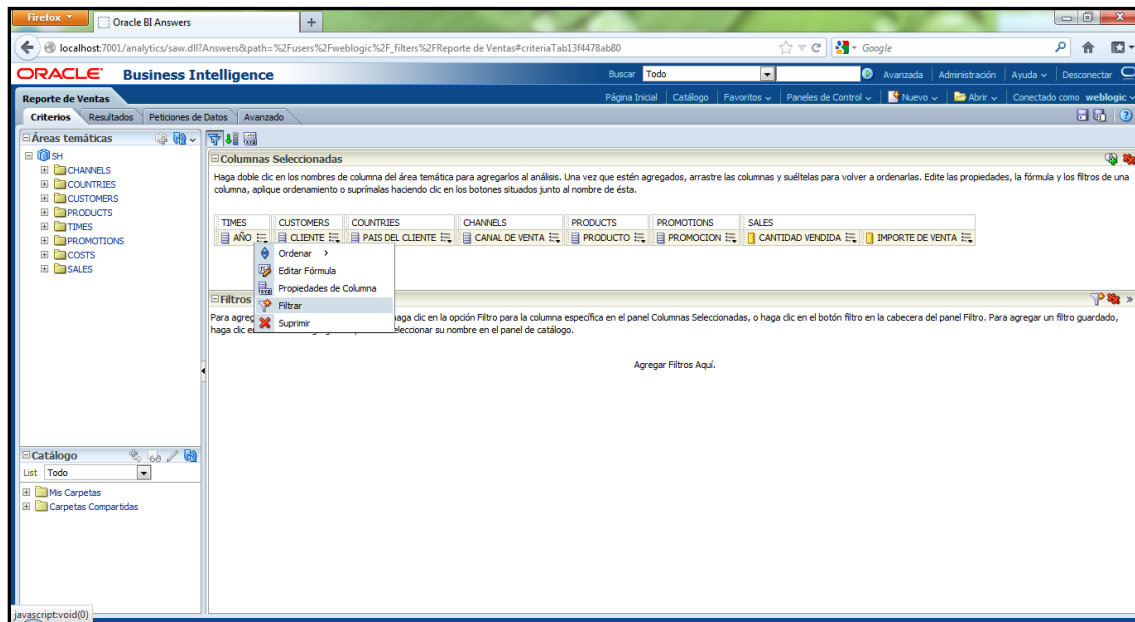 Firefox
Oracle BI Answers
localhost:7001/analytics/saw.dll?Answers&path=%2Fusers%2Fweblogic%2F_filters%2FReporte de Ventas#criteriaTab13f4478ab80
Google
ORACLE Business Intelligence
Buscar Todo Avanzada Administración Ayuda Desconectar
Reporte de Ventas
Página Inicial Catálogo Favoritos Paneles de Control Nuevo Abrir Conectado como weblogic
Criterios Resultados Peticiones de Datos Avanzado
Áreas temáticas
SH
CHANNELS
COUNTRIES
CUSTOMERS
PRODUCTS
TIMES
PROMOTIONS
COSTS
SALES
Columnas Seleccionadas
Haga doble clic en los nombres de columna del área temática para agregarlos al análisis. Una vez que estén agregados, arrastre las columnas y suéltelas para volver a ordenarlas. Edite las propiedades, la fórmula y los filtros de una
columna, aplique ordenamiento o suprímalas haciendo clic en los botones situados junto al nombre de ésta.
TIMES CUSTOMERS COUNTRIES CHANNELS PRODUCTS PROMOTIONS SALES
AÑO CLIENTE PAIS DEL CLIENTE CANAL DE VENTA PRODUCTO PROMOCION CANTIDAD VENDIDA IMPORTE DE VENTA
Ordenar
Editar Fórmula
Propiedades de Columna
Filtrar
Suprimir
Filtros
Para agreg haga clic en la opción Filtro para la columna específica en el panel Columnas Seleccionadas, o haga clic en el botón filtro en la cabecera del panel Filtro. Para agregar un filtro guardado,
haga clic e eleccionar su nombre en el panel de catálogo.
Agregar Filtros Aquí.
Catálogo
List Todo
Mis Carpetas
Carpetas Compartidas
javascript:void(0)